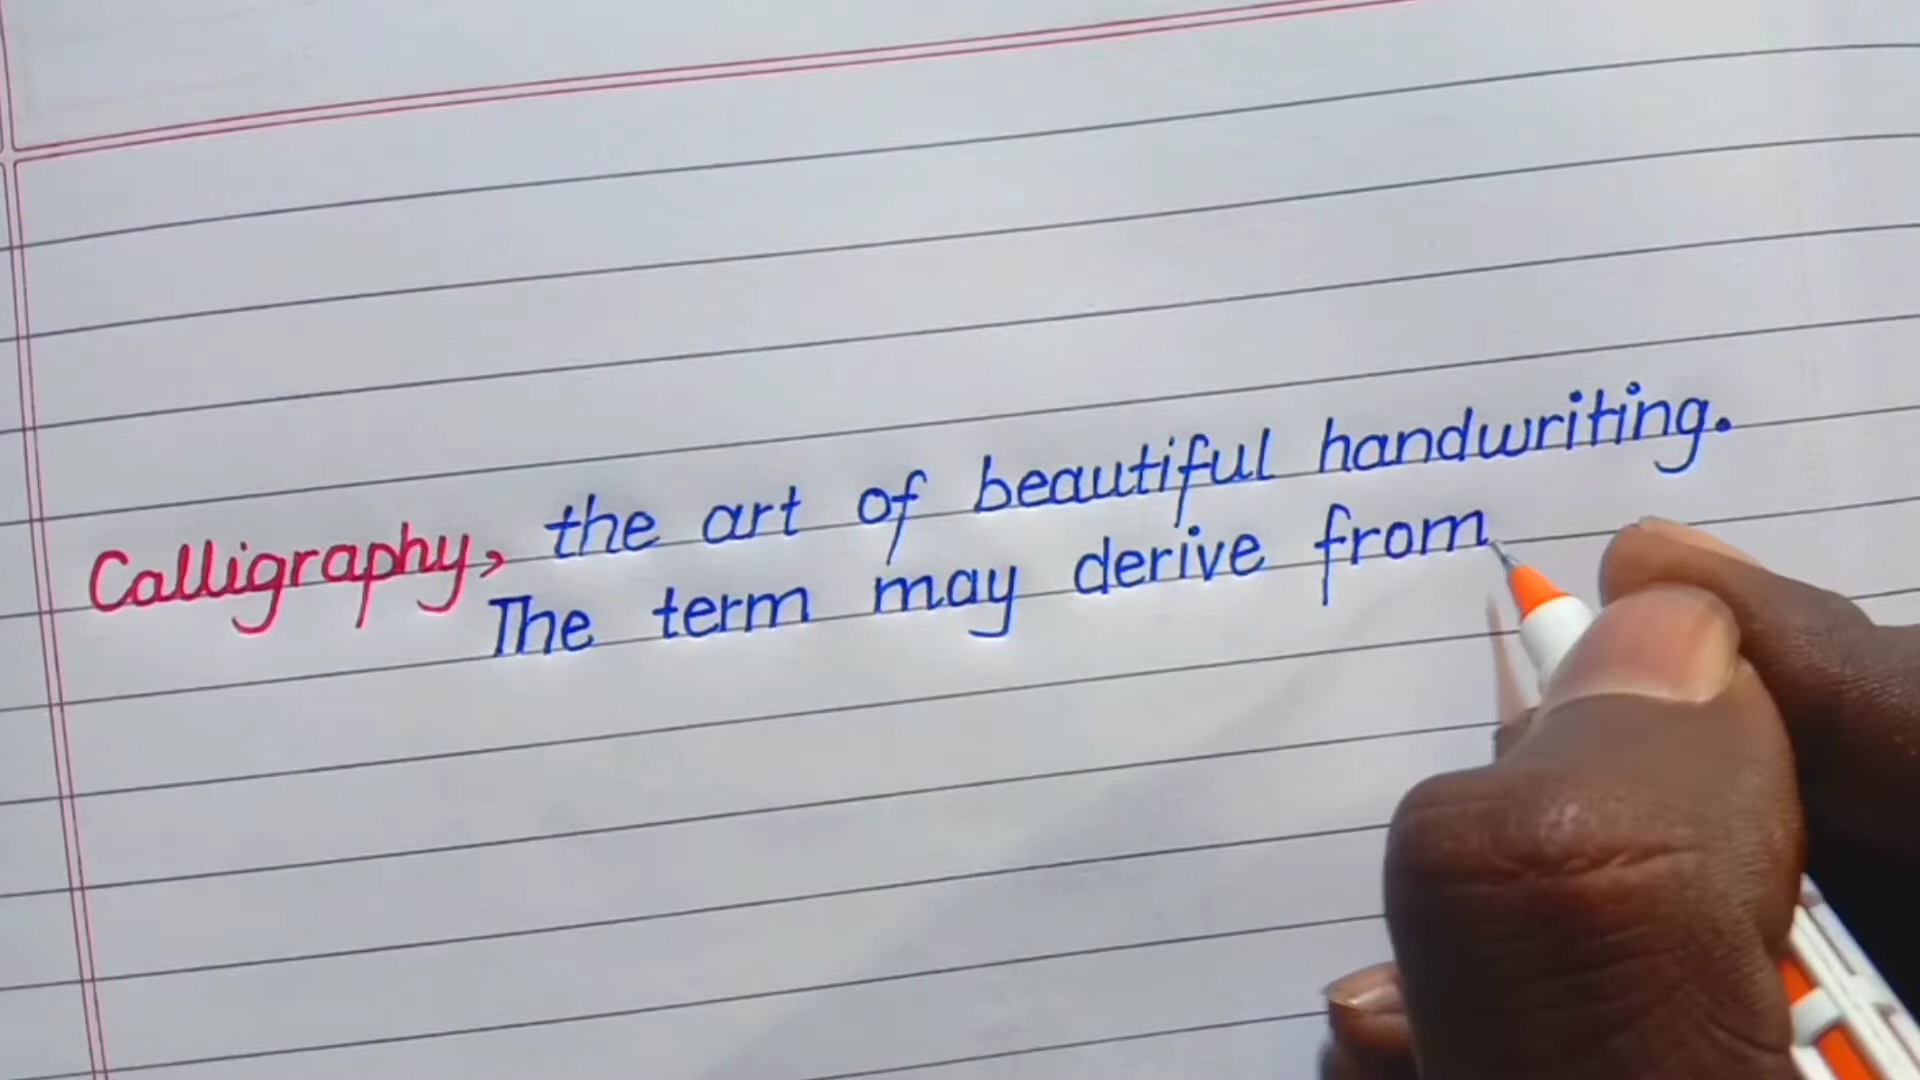 Calligraphy, the art of beautiful handwriting.
The term may derive from